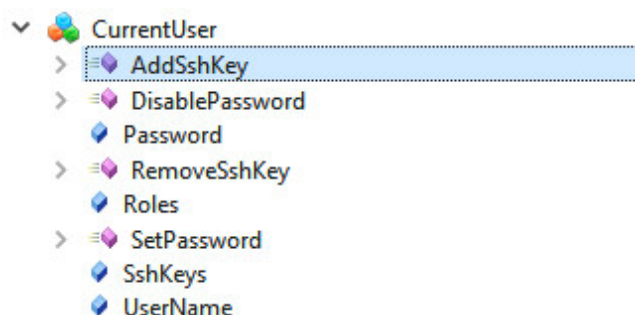 CurrentUser
AddSshKey
DisablePassword
Password
RemoveSshKey
Roles
SetPassword
SshKeys
UserName